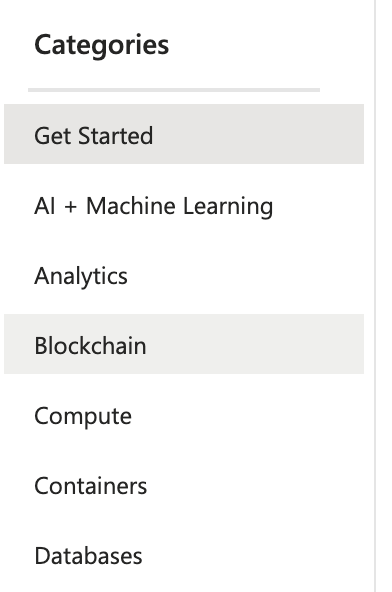 Categories
Get Started
AI + Machine Learning
Analytics
Blockchain
Compute
Containers
Databases